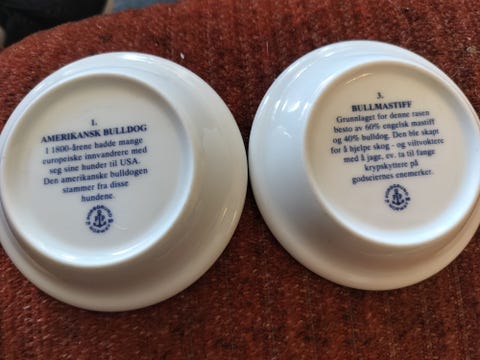 1.
AMERIKANSK BULLDOG
I 1800-årene hadde mange
europeiske innvandrere med
seg sine hunder til USA.
Den amerikanske bulldogen
stammer fra disse
hundene.
3.
BULLMASTIFF
Grunnlaget for denne rasen
besto av 60% engelsk mastiff
og 40% bulldog. Den ble skapt
for å hjelpe skog - og viltvoktere
med å jage, ev. ta til fange
krypskyttere på
godseiernes enemerker.